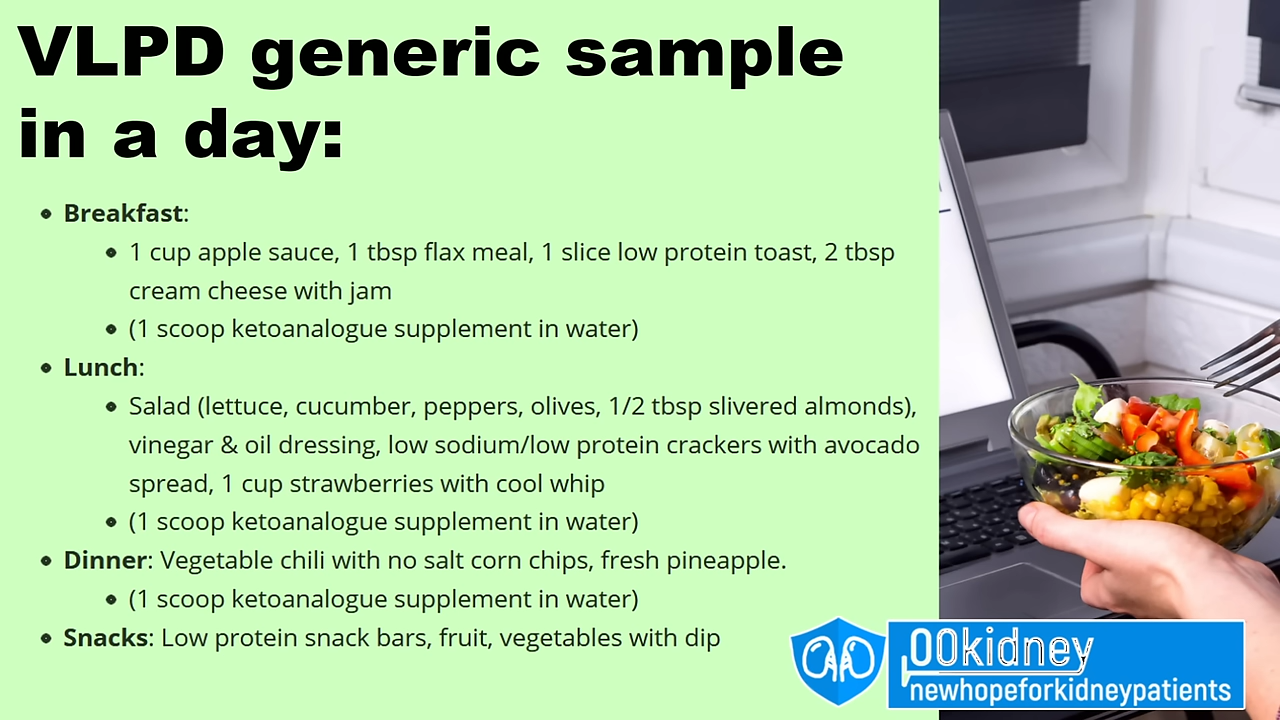 VLPD generic sample
in a day:
• Breakfast:
• 1 cup apple sauce, 1 tbsp flax meal, 1 slice low protein toast, 2 tbsp
cream cheese with jam
• (1 scoop ketoanalogue supplement in water)
• Lunch:
• Salad (lettuce, cucumber, peppers, olives, 1/2 tbsp slivered almonds),
vinegar & oil dressing, low sodium/low protein crackers with avocado
spread, 1 cup strawberries with cool whip
• (1 scoop ketoanalogue supplement in water)
• Dinner: Vegetable chili with no salt corn chips, fresh pineapple.
• (1 scoop ketoanalogue supplement in water)
• Snacks: Low protein snack bars, fruit, vegetables with dip
00kidney
newhopeforkidneypatients